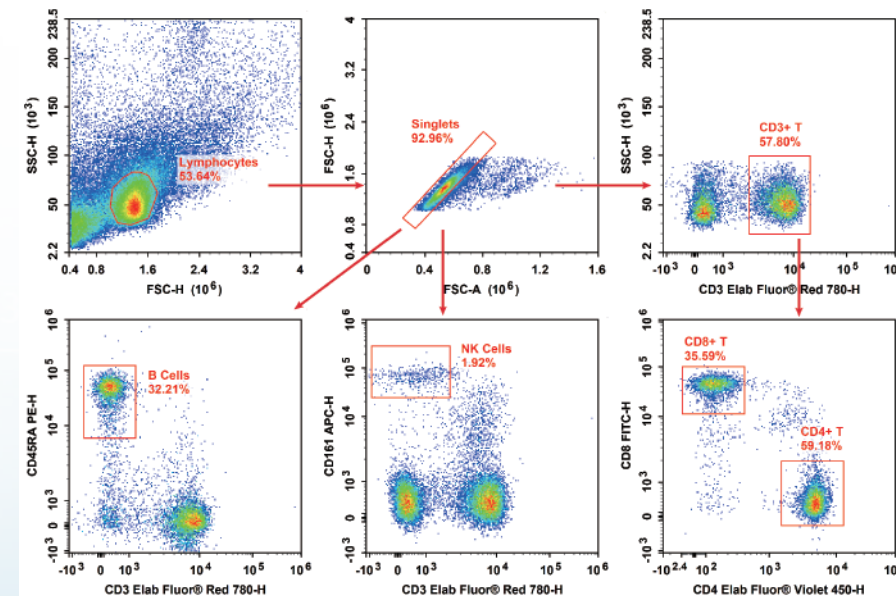 238.5
200
150
100
50
2.2
SSC-H (10³)
Lymphocytes
53.64%
0.4 0.8 1.6 2.4 3.2 4
FSC-H (10⁶)
4
3.2
2.4
1.6
0.8
0.4
FSC-H (10⁶)
Singlets
92.96%
0 0.4 0.8 1.2 1.6
FSC-A (10⁶)
238.5
200
150
100
50
2.2
SSC-H (10³)
CD3+ T
57.80%
-10³ 0 10³ 10⁴ 10⁵
CD3 Elab Fluor® Red 780-H
10⁶
10⁵
10⁴
10³
0
-10³
CD45RA PE-H
B Cells
32.21%
-10³ 0 10³ 10⁴ 10⁵ 10⁶
CD3 Elab Fluor® Red 780-H
10⁶
10⁵
10⁴
10³
0
-10³
CD161 APC-H
NK Cells
1.92%
-10³ 0 10³ 10⁴ 10⁵ 10⁶
CD3 Elab Fluor® Red 780-H
10⁶
10⁵
10⁴
10³
0
-10³
CD8 FITC-H
CD8+ T
35.59%
CD4+ T
59.18%
-10²·⁴ 10² 10³ 10⁴
CD4 Elab Fluor® Violet 450-H